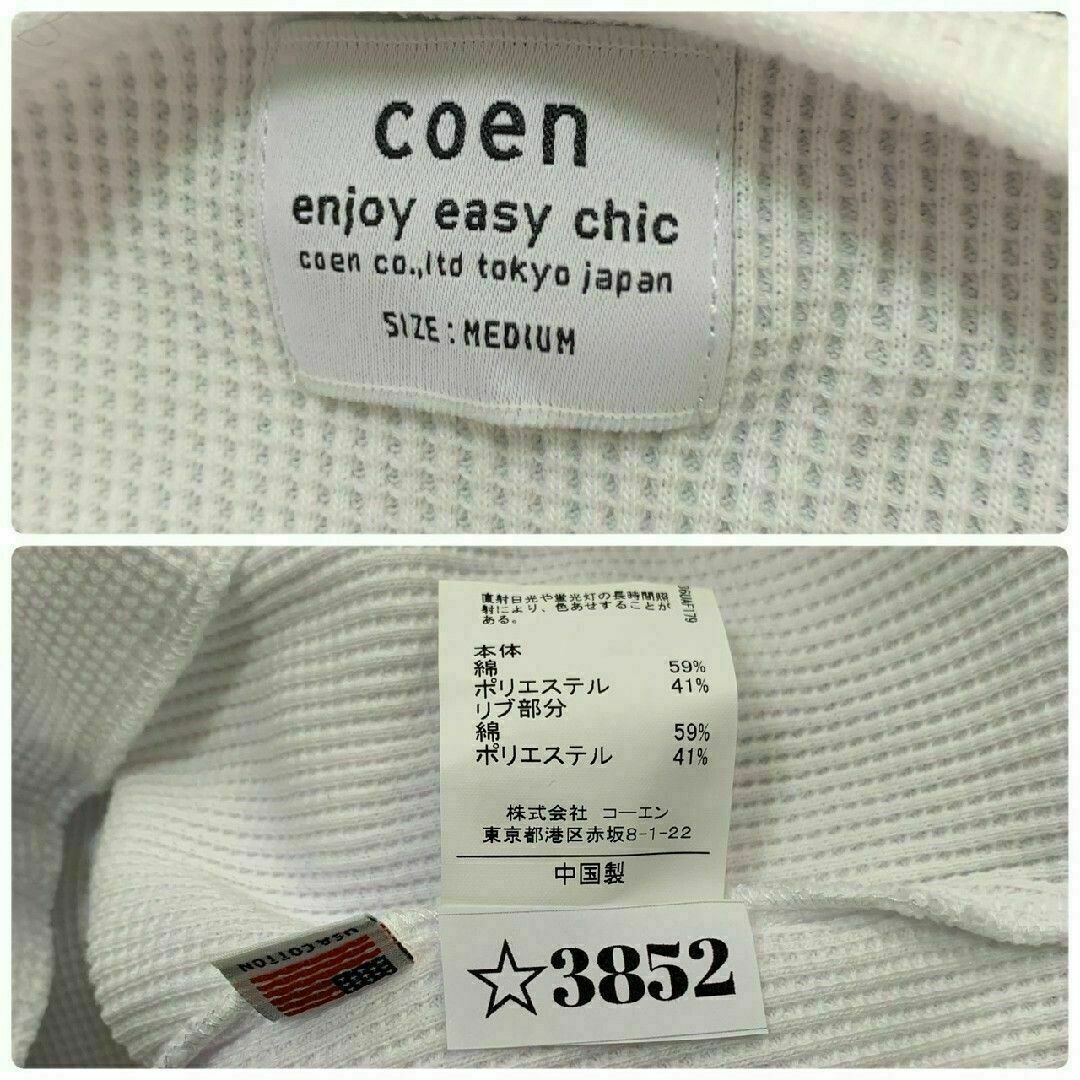 coen
enjoy easy chic
coen co.,ltd tokyo japan
SIZE : MEDIUM
直射日光や蛍光灯の長時間照
射により、色あせすることが
ある。
本体
綿 59%
ポリエステル 41%
リブ部分
綿 59%
ポリエステル 41%
株式会社 コーエン
東京都港区赤坂8-1-22
中国製
USA COTTON
☆3852